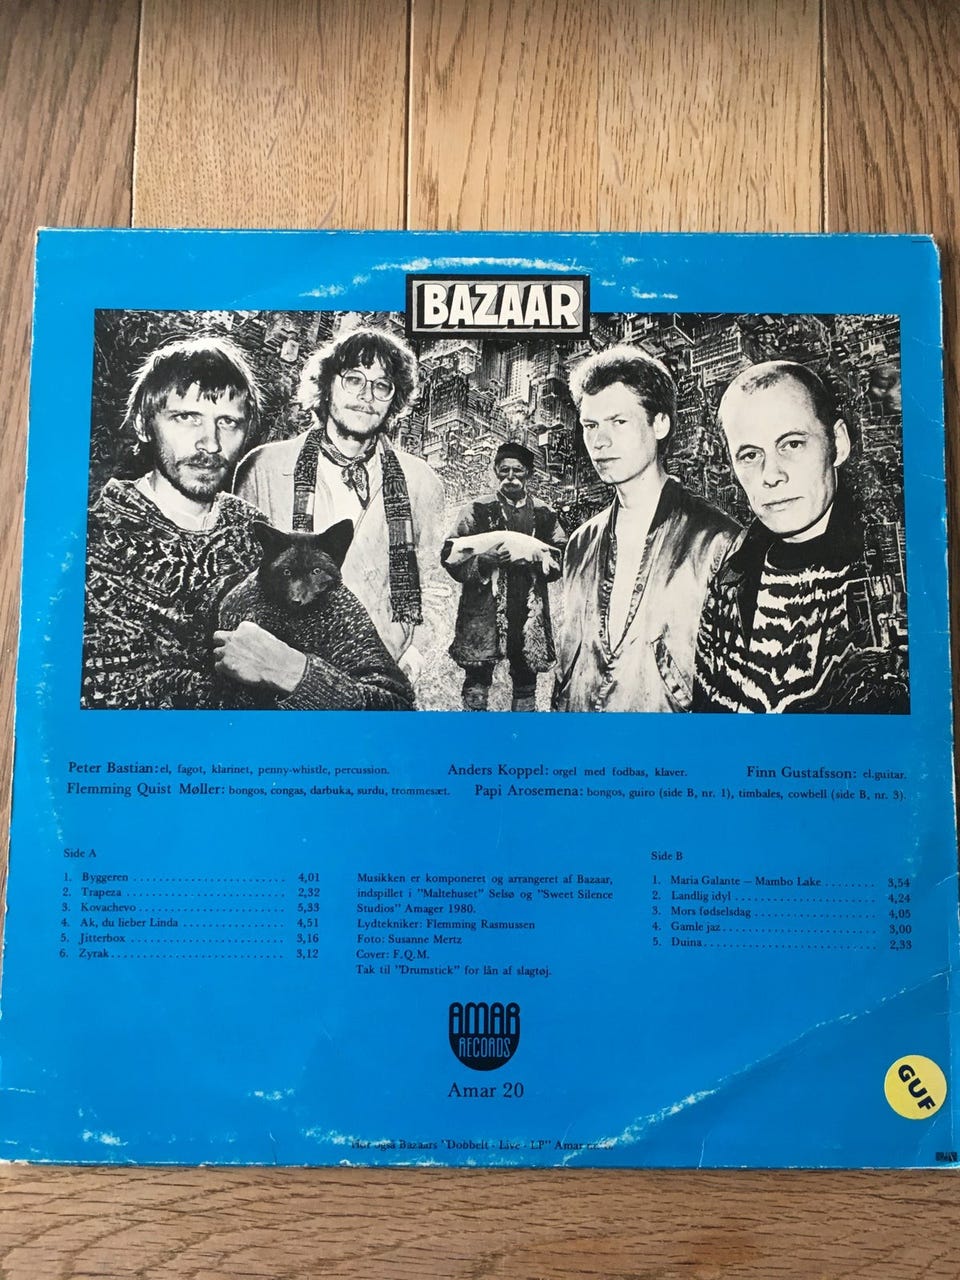 BAZAAR
Peter Bastian: el, fagot, klarinet, penny-whistle, percussion.
Anders Koppel: orgel med fodbas, klaver.
Finn Gustafsson: el.guitar.
Flemming Quist Møller: bongos, congas, darbuka, surdu, trommesæt.
Papi Arosemena: bongos, guiro (side B, nr. 1), timbales, cowbell (side B, nr. 3).
Side A
1. Byggeren 4,01
2. Trapeza 2,32
3. Kovachevo 5,33
4. Ak, du lieber Linda 4,51
5. Jitterbox 3,16
6. Zyrak 3,12
Musikken er komponeret og arrangeret af Bazaar,
indspillet i ”Maltehuset” Selsø og ”Sweet Silence
Studios” Amager 1980.
Lydtekniker: Flemming Rasmussen
Foto: Susanne Mertz
Cover: F.Q.M.
Tak til ”Drumstick” for lån af slagtøj.
Side B
1. Maria Galante – Mambo Lake 3,54
2. Landlig idyl 4,24
3. Mors fødselsdag 4,05
4. Gamle jaz 3,00
5. Duina 2,33
AMAR
RECORDS
Amar 20
GUF
også Bazaars ”Dobbelt - Live - LP” Amar